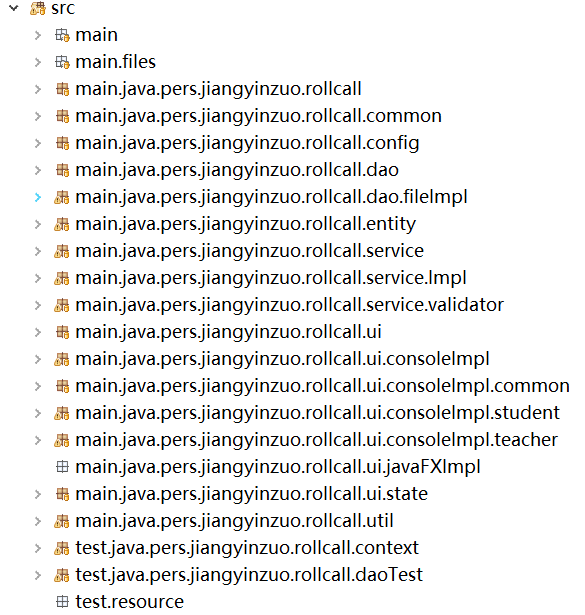 src
main
main.files
main.java.pers.jiangyinzuo.rollcall
main.java.pers.jiangyinzuo.rollcall.common
main.java.pers.jiangyinzuo.rollcall.config
main.java.pers.jiangyinzuo.rollcall.dao
main.java.pers.jiangyinzuo.rollcall.dao.fileImpl
main.java.pers.jiangyinzuo.rollcall.entity
main.java.pers.jiangyinzuo.rollcall.service
main.java.pers.jiangyinzuo.rollcall.service.Impl
main.java.pers.jiangyinzuo.rollcall.service.validator
main.java.pers.jiangyinzuo.rollcall.ui
main.java.pers.jiangyinzuo.rollcall.ui.consoleImpl
main.java.pers.jiangyinzuo.rollcall.ui.consoleImpl.common
main.java.pers.jiangyinzuo.rollcall.ui.consoleImpl.student
main.java.pers.jiangyinzuo.rollcall.ui.consoleImpl.teacher
main.java.pers.jiangyinzuo.rollcall.ui.javaFXImpl
main.java.pers.jiangyinzuo.rollcall.ui.state
main.java.pers.jiangyinzuo.rollcall.util
test.java.pers.jiangyinzuo.rollcall.context
test.java.pers.jiangyinzuo.rollcall.daoTest
test.resource